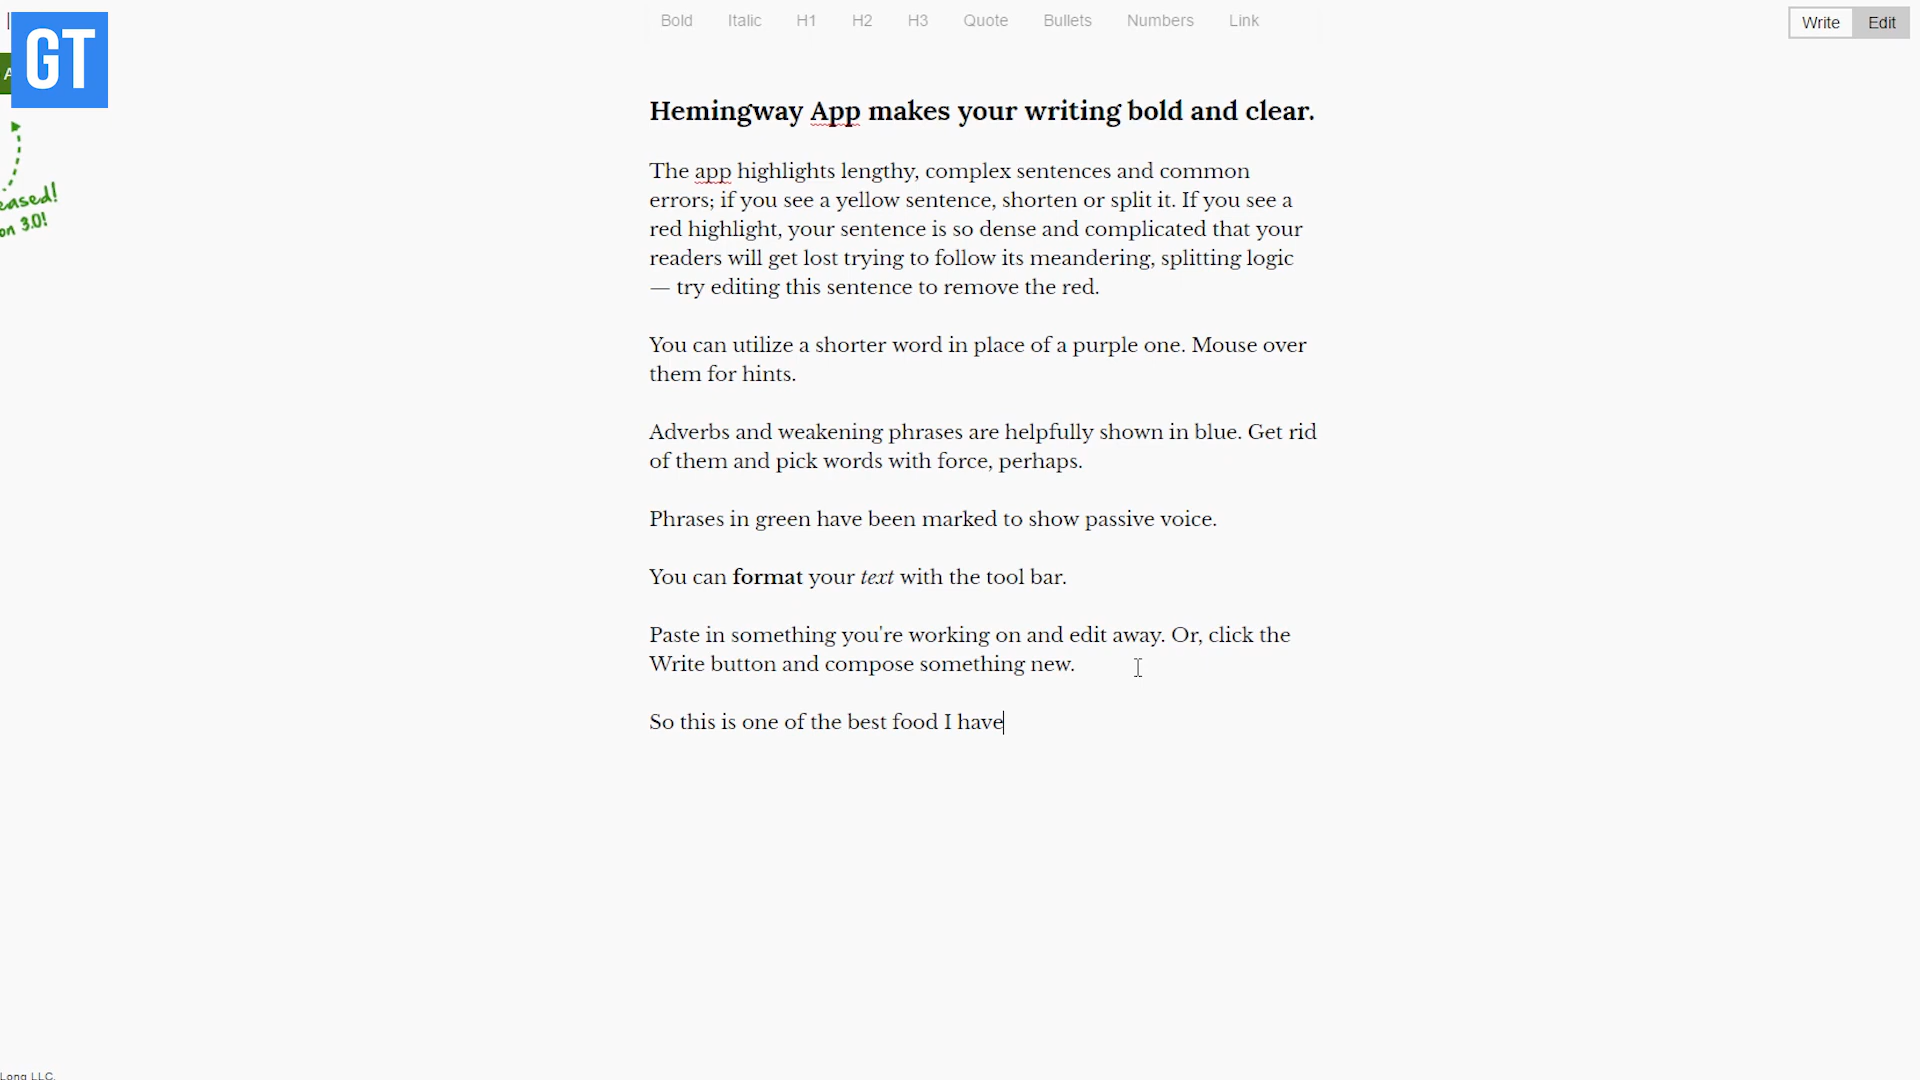 Bold Italic H1 H2 H3 Quote Bullets Numbers Link
Write Edit
GT
A
eased!
on 3.0!
Hemingway App makes your writing bold and clear.
The app highlights lengthy, complex sentences and common
errors; if you see a yellow sentence, shorten or split it. If you see a
red highlight, your sentence is so dense and complicated that your
readers will get lost trying to follow its meandering, splitting logic
— try editing this sentence to remove the red.
You can utilize a shorter word in place of a purple one. Mouse over
them for hints.
Adverbs and weakening phrases are helpfully shown in blue. Get rid
of them and pick words with force, perhaps.
Phrases in green have been marked to show passive voice.
You can format your text with the tool bar.
Paste in something you're working on and edit away. Or, click the
Write button and compose something new.
So this is one of the best food I have
Long LLC.